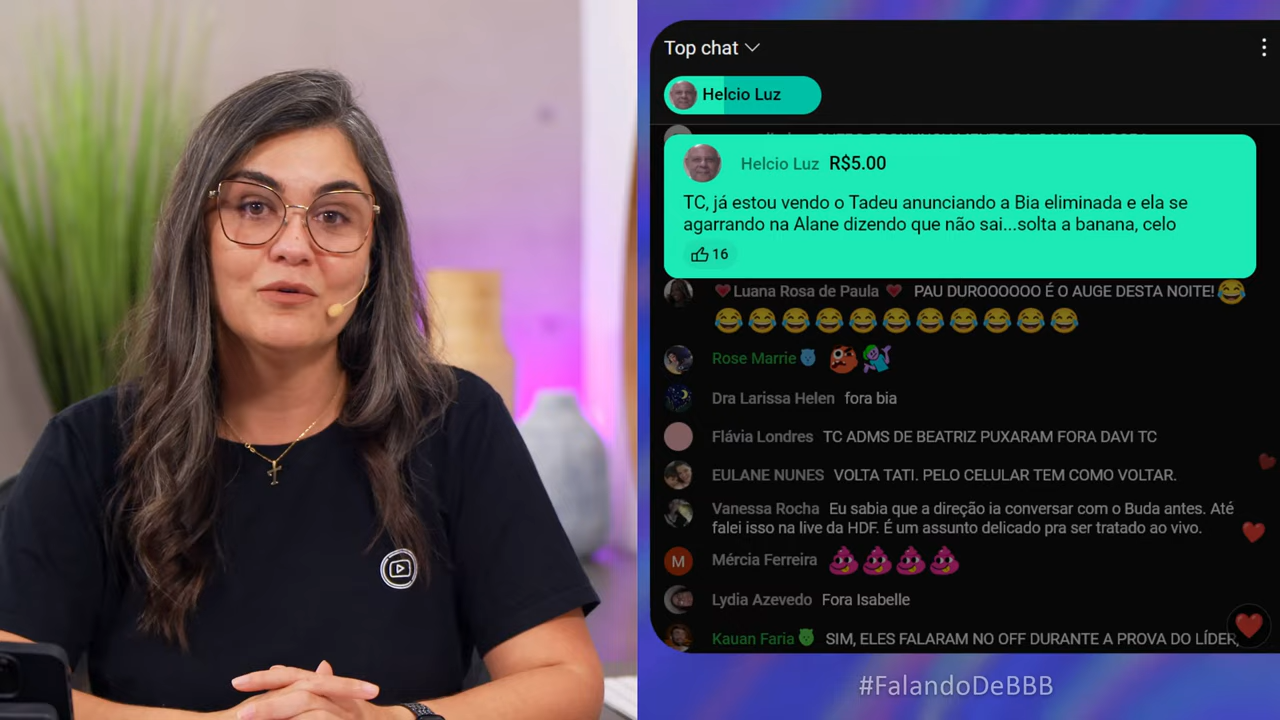 Top chat
Helcio Luz
Helcio Luz R$5.00
TC, já estou vendo o Tadeu anunciando a Bia eliminada e ela se
agarrando na Alane dizendo que não sai...solta a banana, celo
16
Luana Rosa de Paula PAU DUROOOOOO É O AUGE DESTA NOITE!
Rose Marrie
Dra Larissa Helen fora bia
Flávia Londres TC ADMS DE BEATRIZ PUXARAM FORA DAVI TC
EULANE NUNES VOLTA TATI. PELO CELULAR TEM COMO VOLTAR.
Vanessa Rocha Eu sabia que a direção ia conversar com o Buda antes. Até
falei isso na live da HDF. É um assunto delicado pra ser tratado ao vivo.
M Mércia Ferreira
Lydia Azevedo Fora Isabelle
Kauan Faria SIM, ELES FALARAM NO OFF DURANTE A PROVA DO LÍDER,
#FalandoDeBBB